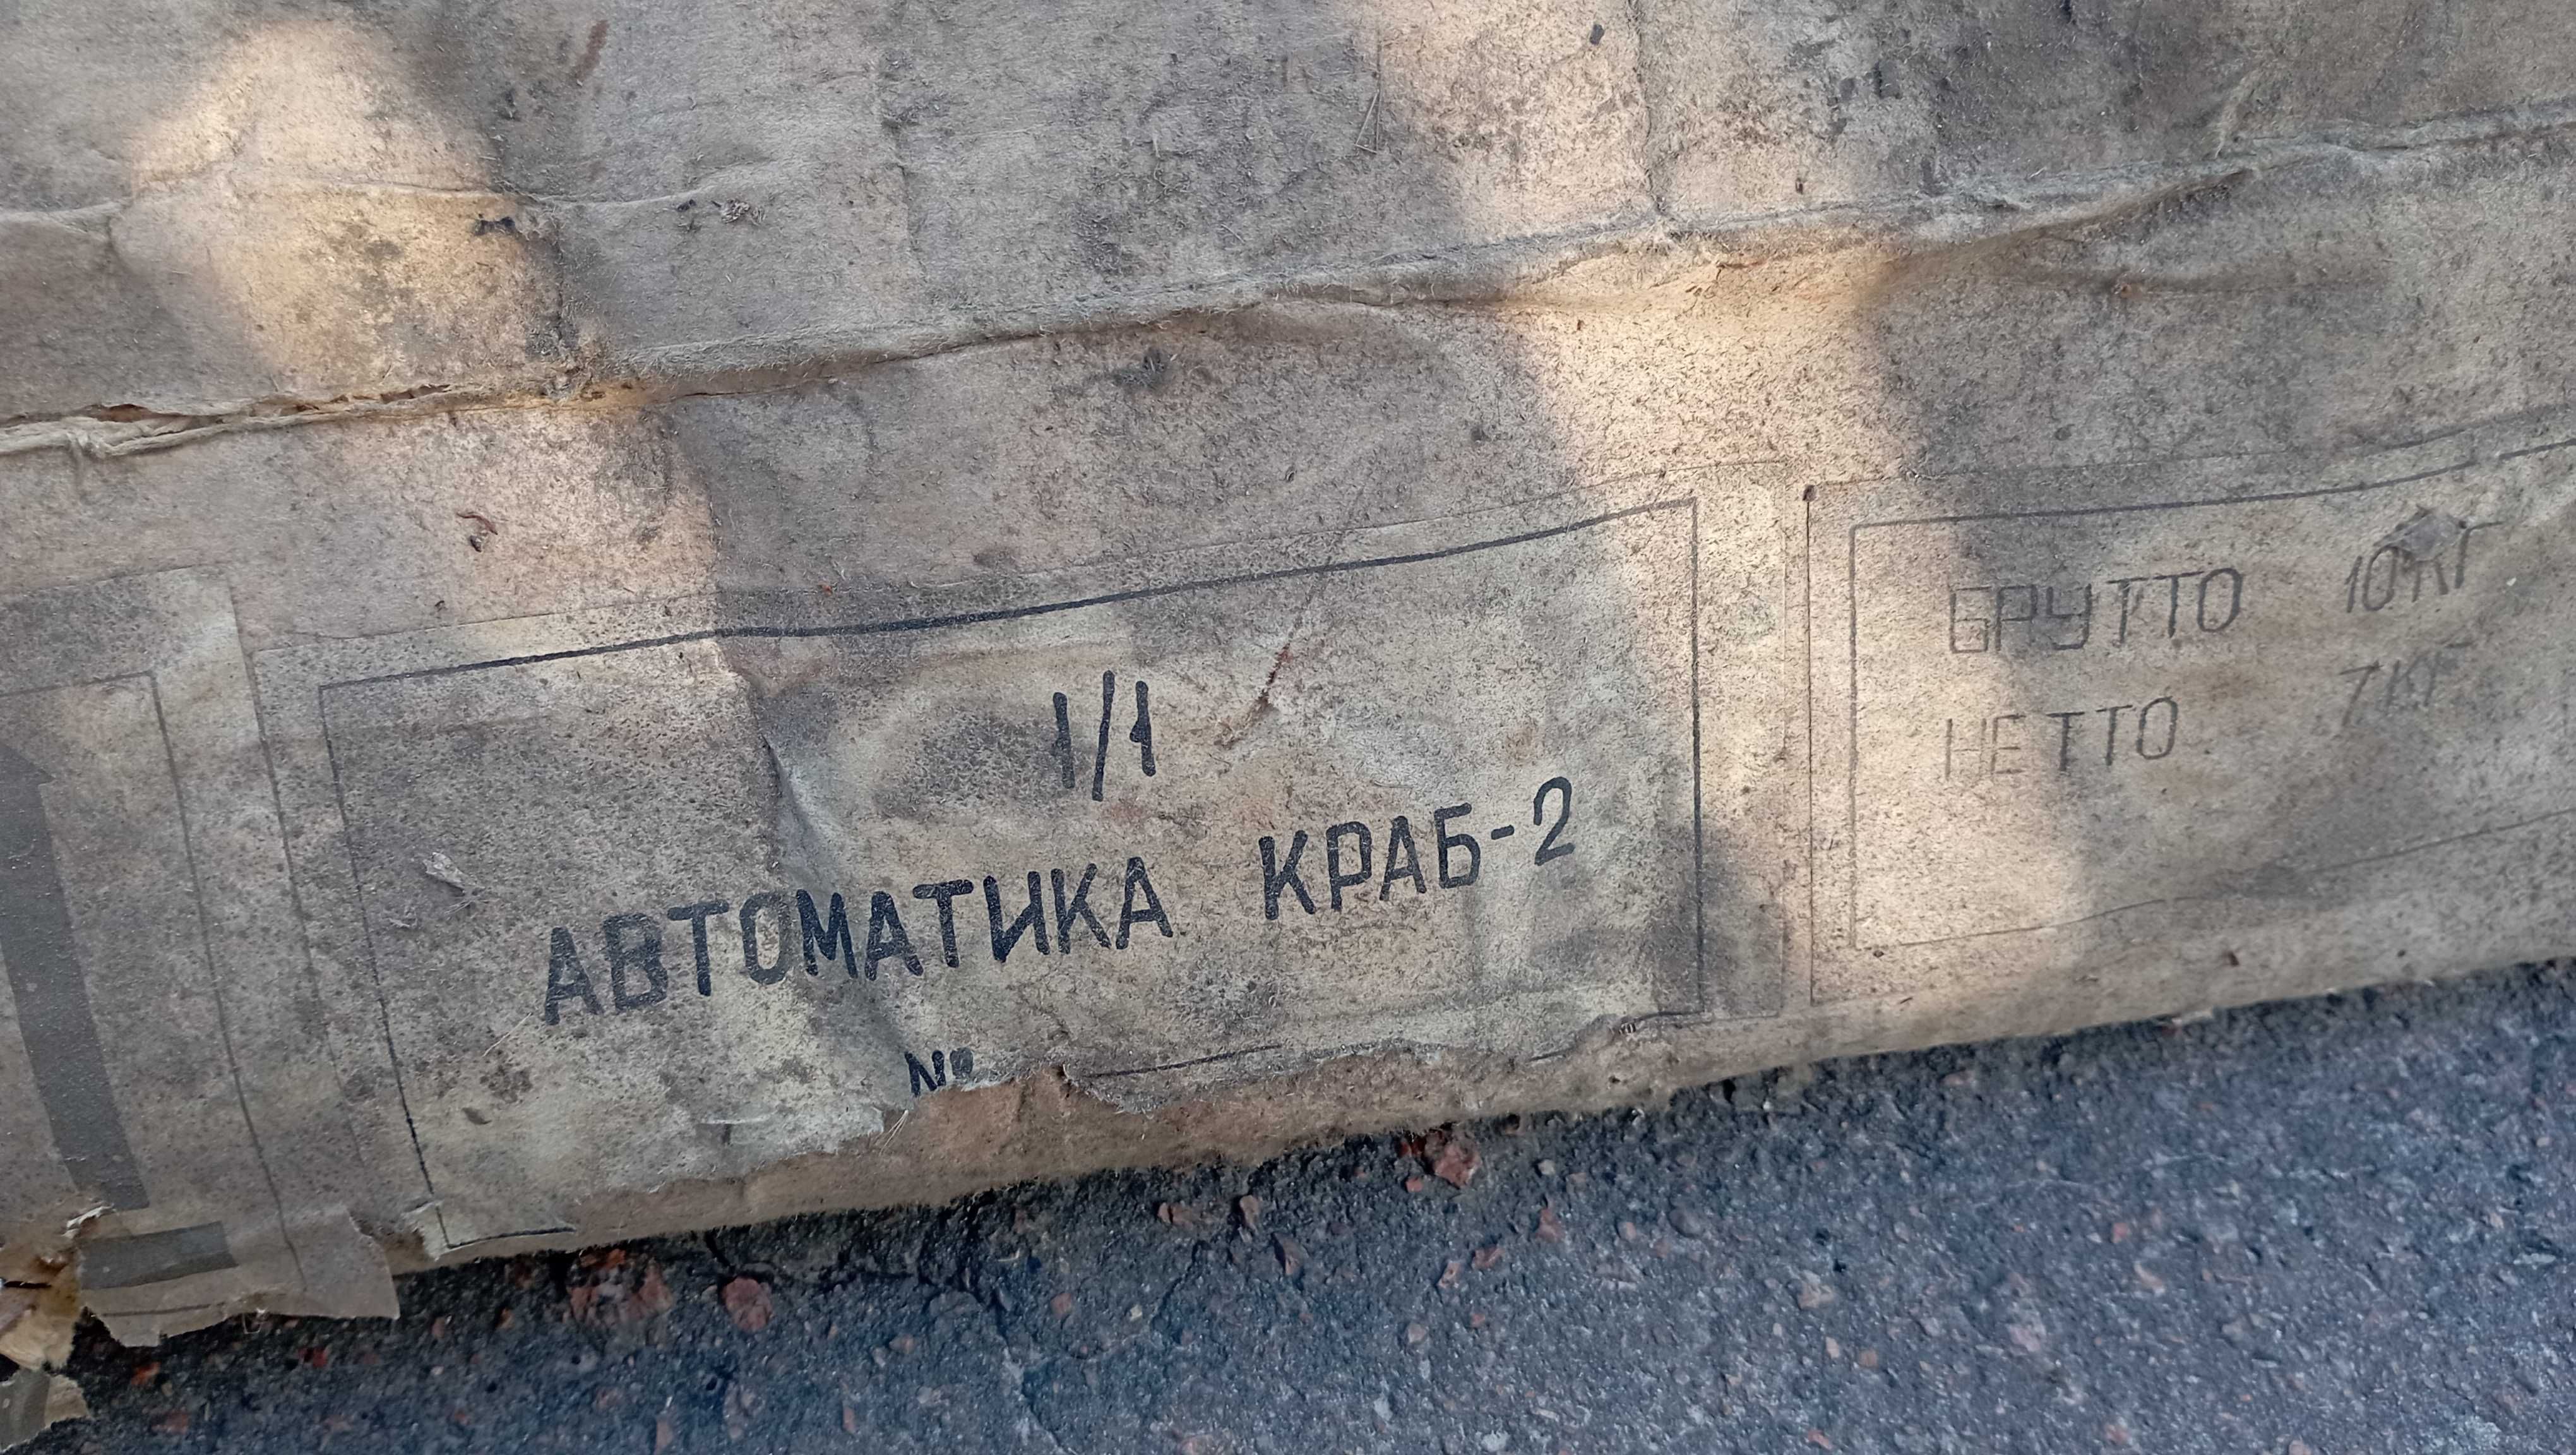 1/1
АВТОМАТИКА КРАБ-2
№
БРУТТО 10 КГ
НЕТТО 7 КГ